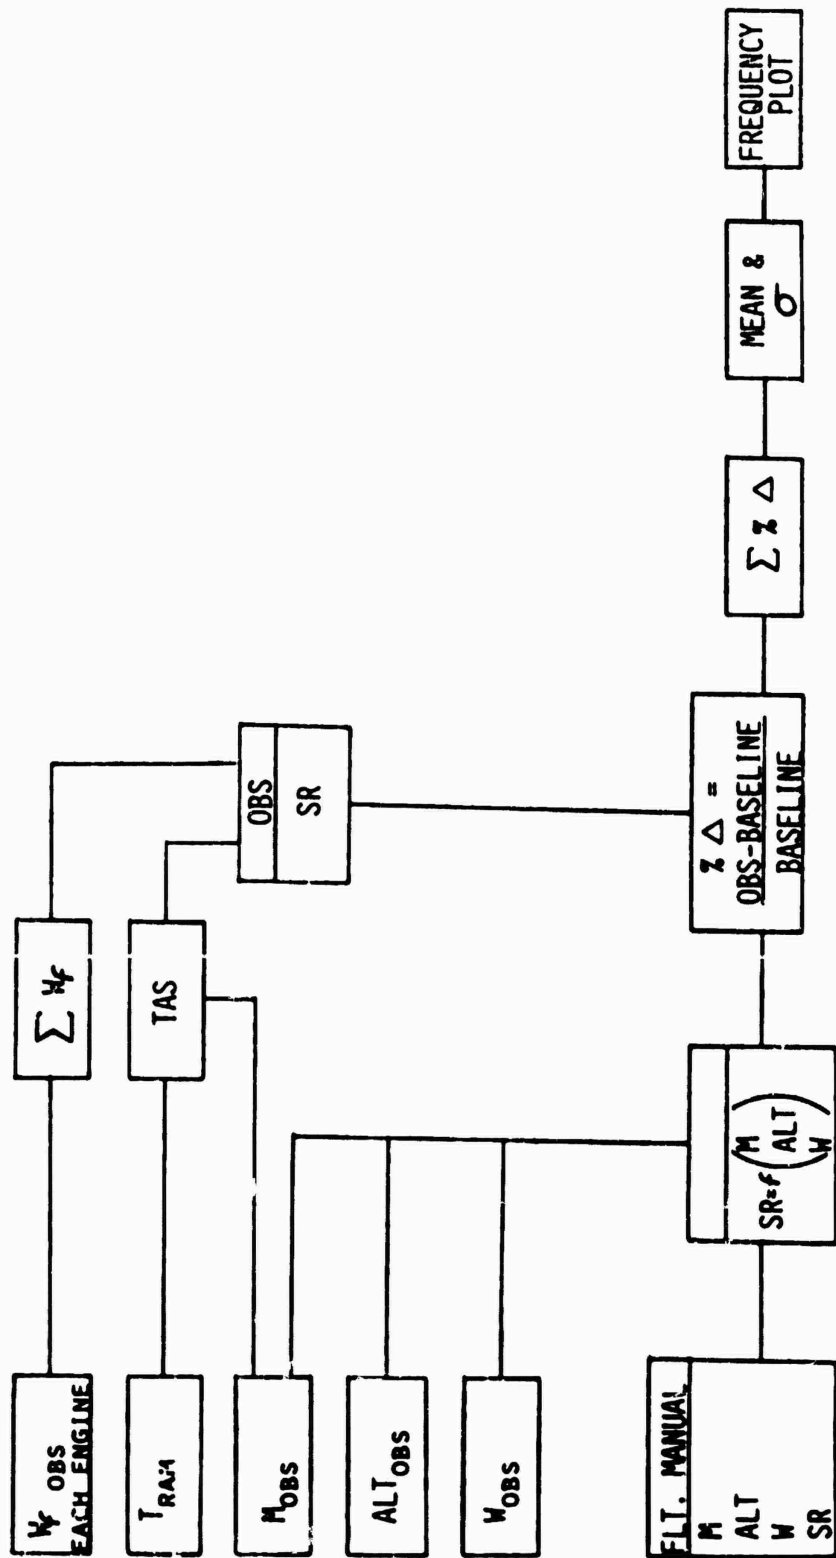 W_f OBS
EACH ENGINE
Σ W_f
T_RAM
TAS
OBS
SR
M_OBS
ALT_OBS
W_OBS
FLT. MANUAL
M
ALT
W
SR
SR=f(M
ALT
W)
% Δ =
OBS-BASELINE
BASELINE
Σ % Δ
MEAN &
σ
FREQUENCY
PLOT